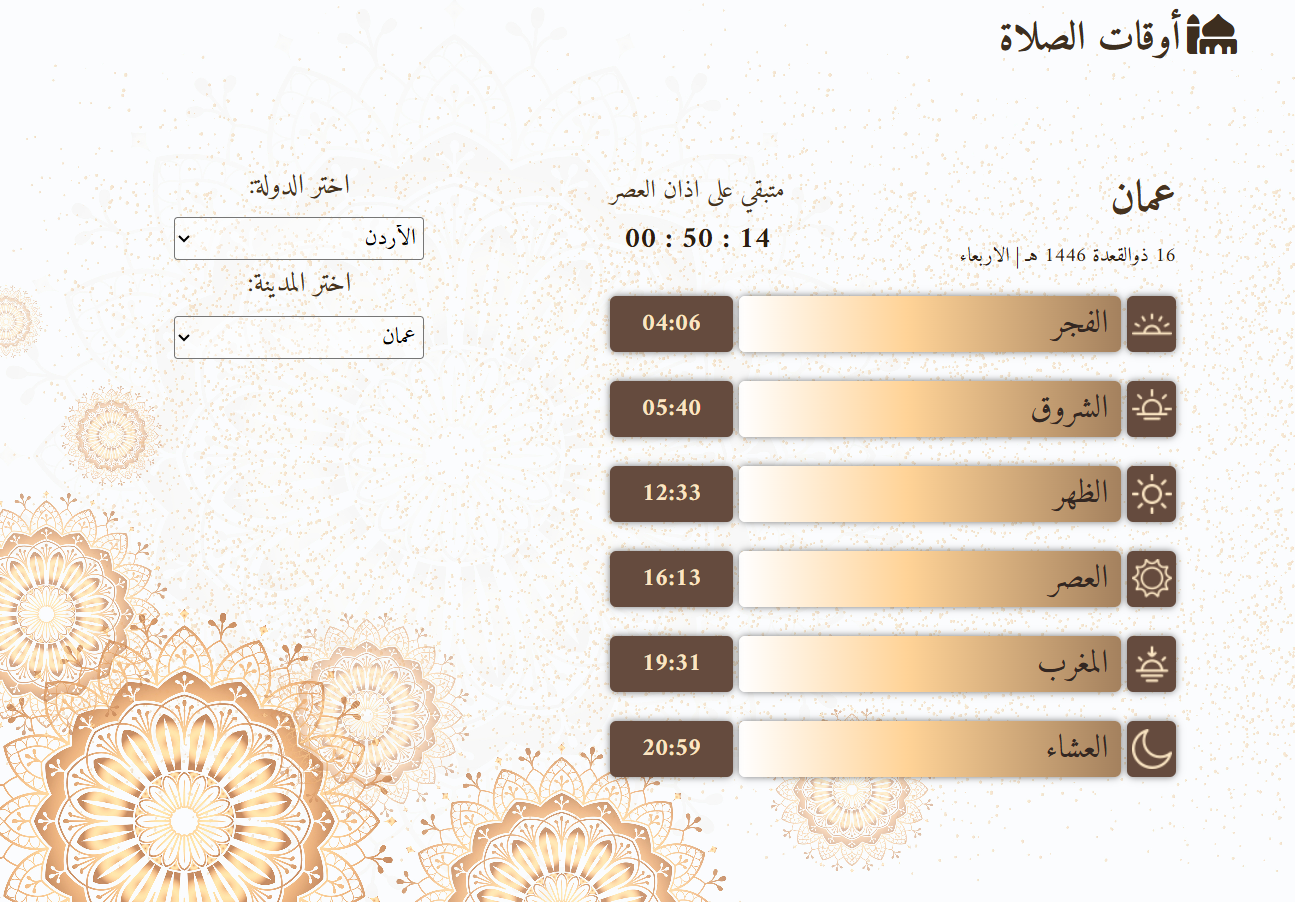 أوقات الصلاة
عمان
16 ذوالقعدة 1446 هـ | الاربعاء
متبقي على اذان العصر
00 : 50 : 14
الفجر 04:06
الشروق 05:40
الظهر 12:33
العصر 16:13
المغرب 19:31
العشاء 20:59
اختر الدولة:
الأردن
اختر المدينة:
عمان